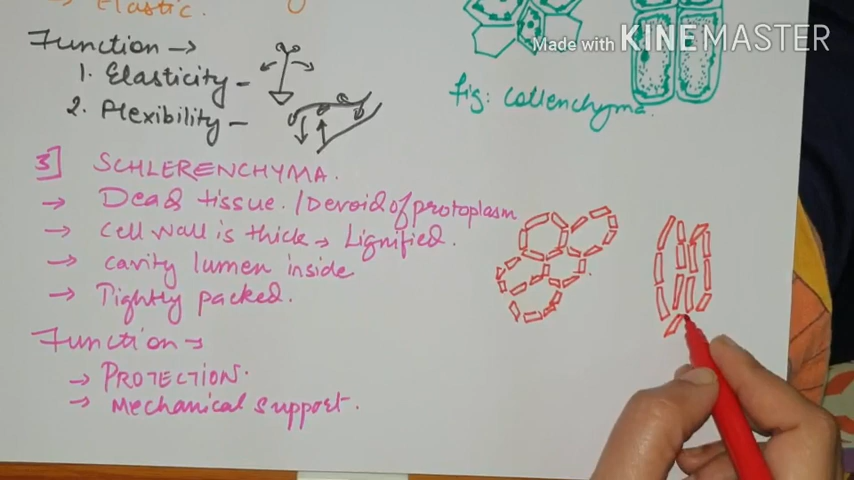 → Elastic.
Function →
1. Elasticity -
2. Flexibility -
fig: collenchyma.
3] SCHLERENCHYMA.
→ Dead tissue. / Devoid of protoplasm
→ Cell wall is thick → Lignified.
→ cavity lumen inside
→ Tightly packed.
Function →
→ PROTECTION.
→ Mechanical support.
Made with KINEMASTER